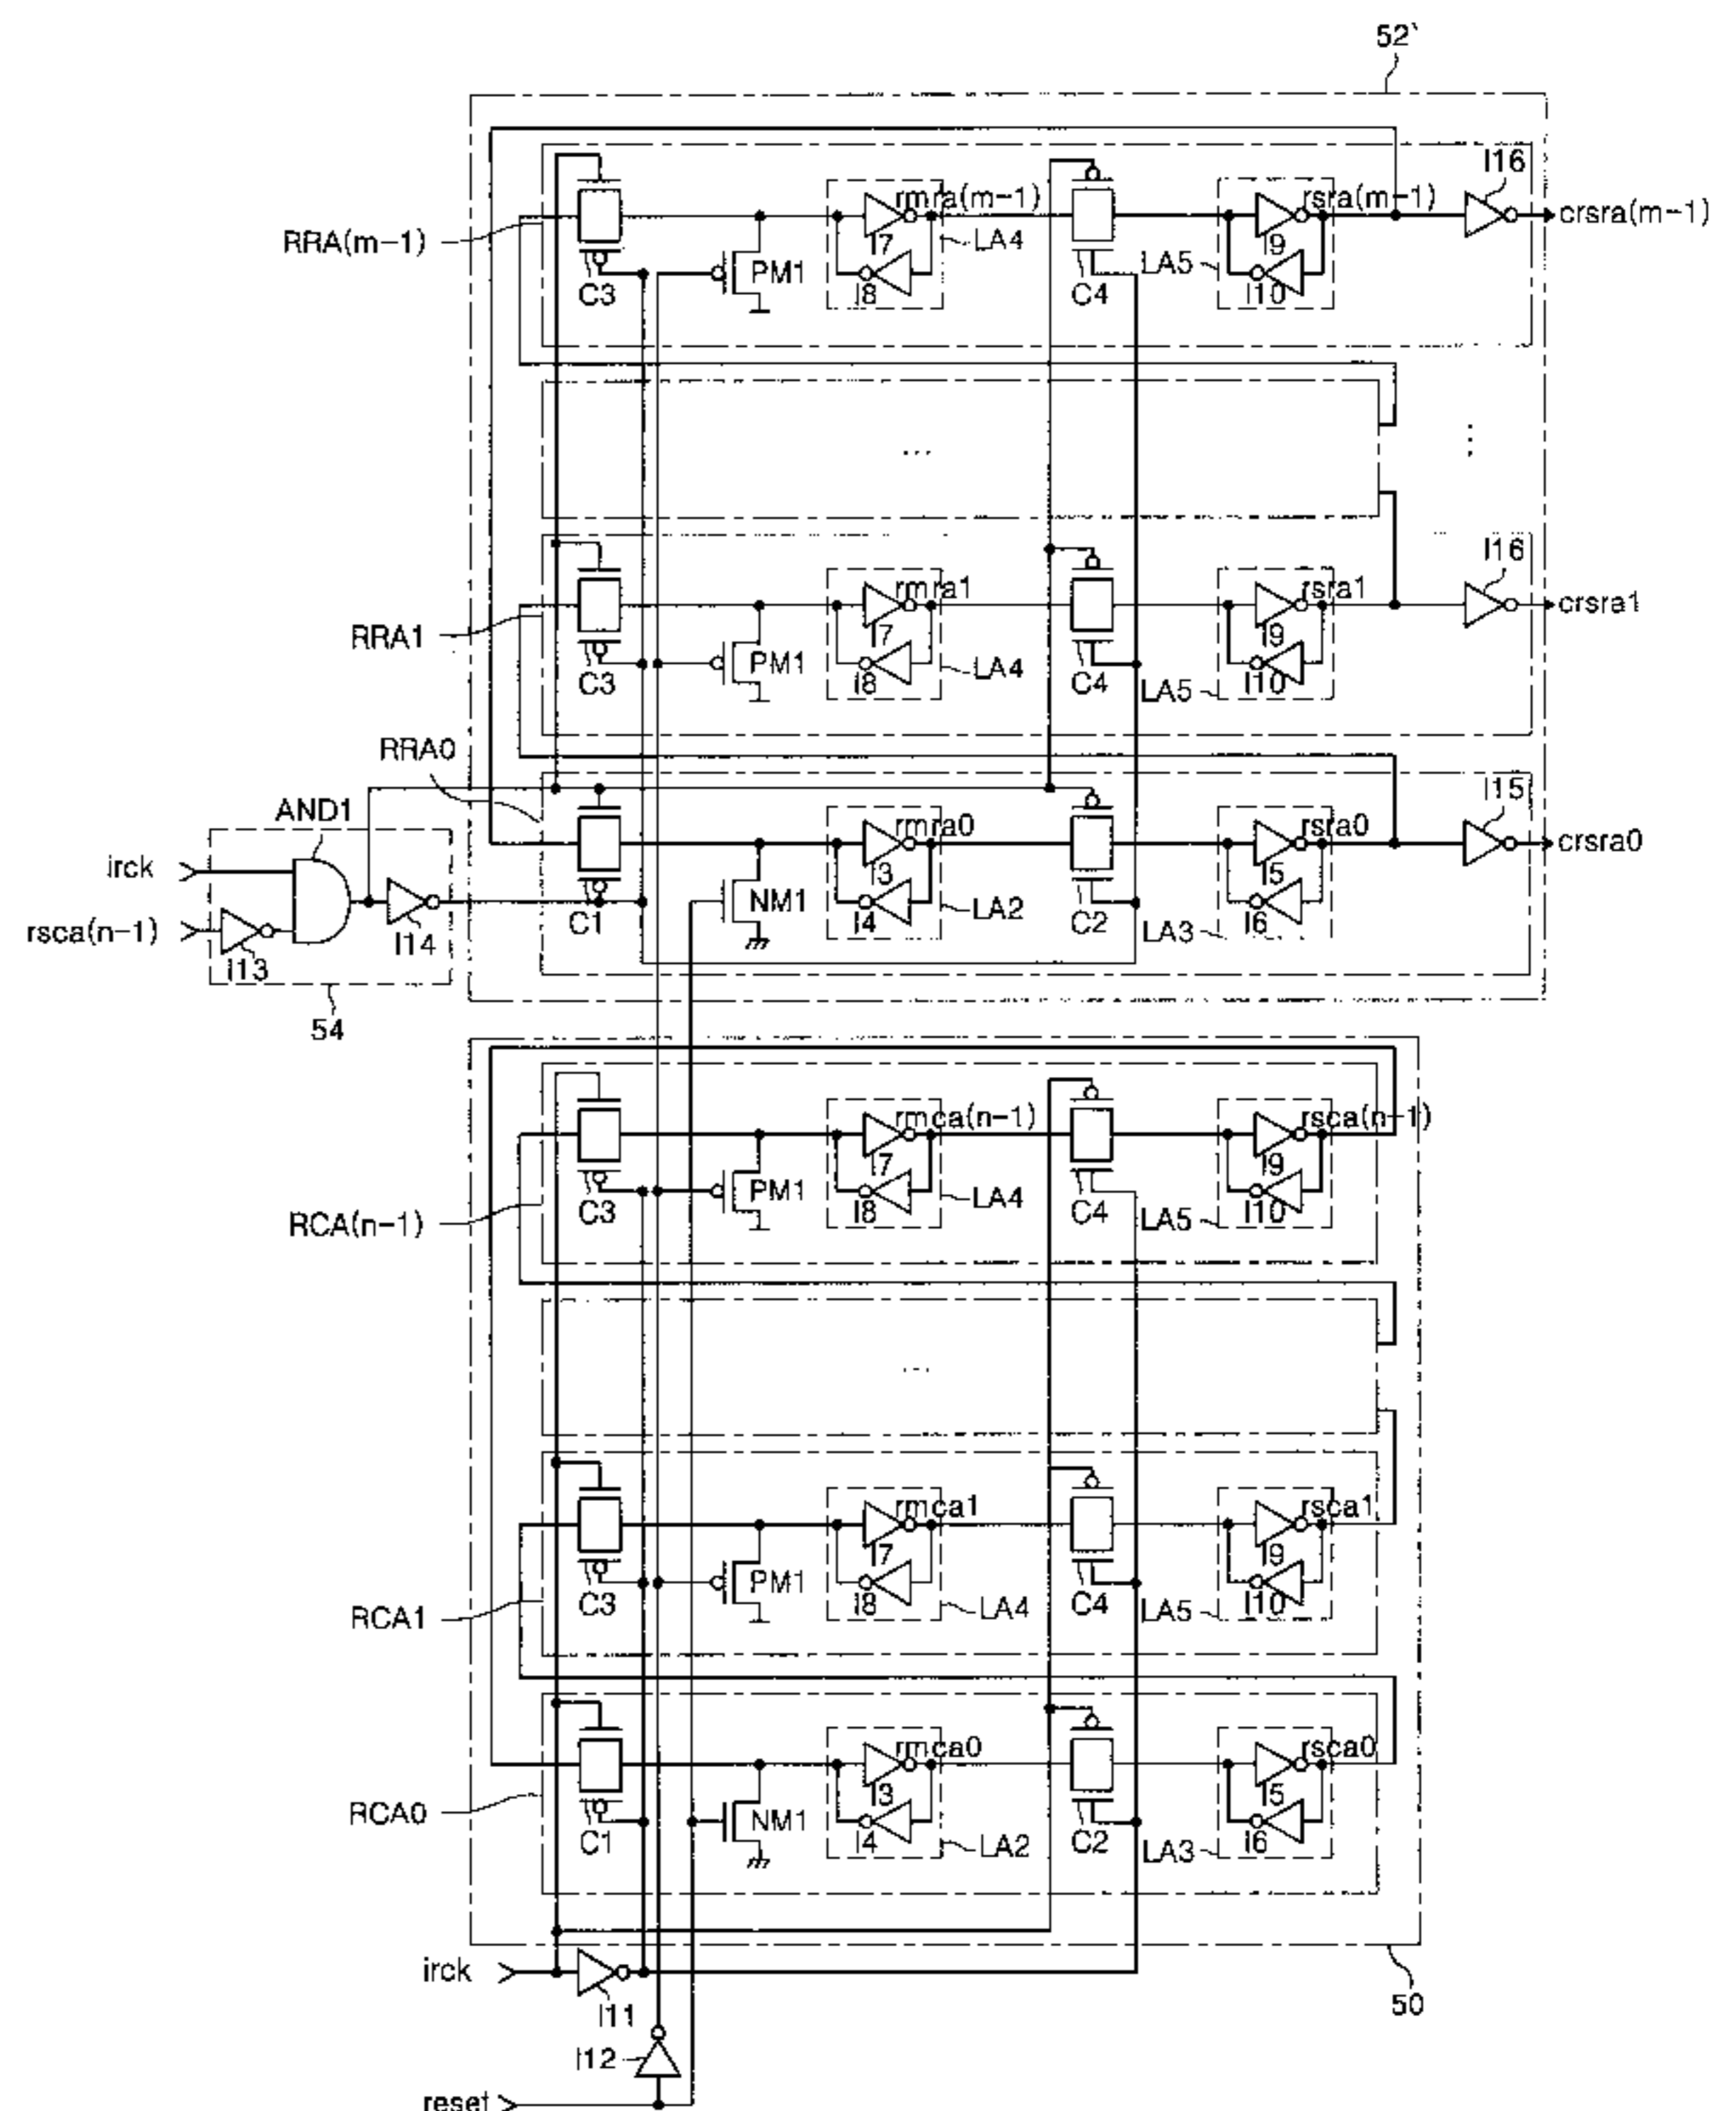 52`
I16
rmra(m-1)
rsra(m-1)
crsra(m-1)
RRA(m-1)
I7
LA4
I9
C3
PM1
I8
C4
LA5
I10
...
...
I16
rmra1
rsra1
crsra1
RRA1
I7
I9
C3
PM1
I8
LA4
C4
LA5
I10
RRA0
I15
AND1
rmra0
rsra0
crsra0
irck
I3
I5
rsca(n-1)
I13
I14
C1
NM1
I4
LA2
C2
LA3
I6
54
rmca(n-1)
rsca(n-1)
I7
I9
RCA(n-1)
C3
PM1
I8
LA4
C4
LA5
I10
...
rmca1
rsca1
I7
I9
RCA1
C3
PM1
I8
LA4
C4
LA5
I10
rmca0
rsca0
I3
I5
RCA0
C1
NM1
I4
LA2
C2
LA3
I6
irck
I11
50
I12
reset